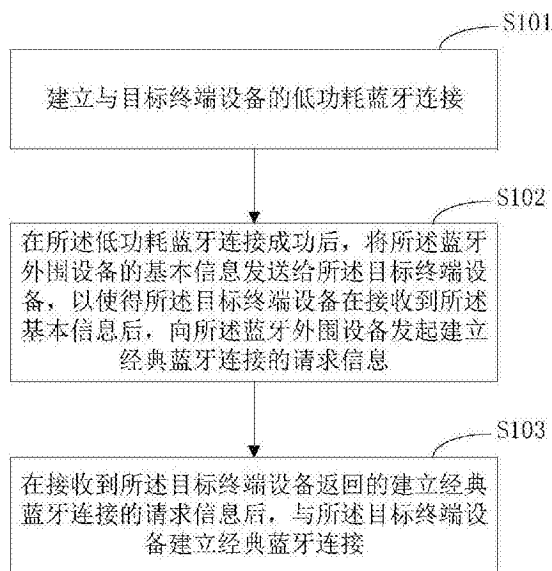 S101
建立与目标终端设备的低功耗蓝牙连接
S102
在所述低功耗蓝牙连接成功后，将所述蓝牙
外围设备的基本信息发送给所述目标终端设
备，以使得所述目标终端设备在接收到所述
基本信息后，向所述蓝牙外围设备发起建立
经典蓝牙连接的请求信息
S103
在接收到所述目标终端设备返回的建立经典
蓝牙连接的请求信息后，与所述目标终端设
备建立经典蓝牙连接